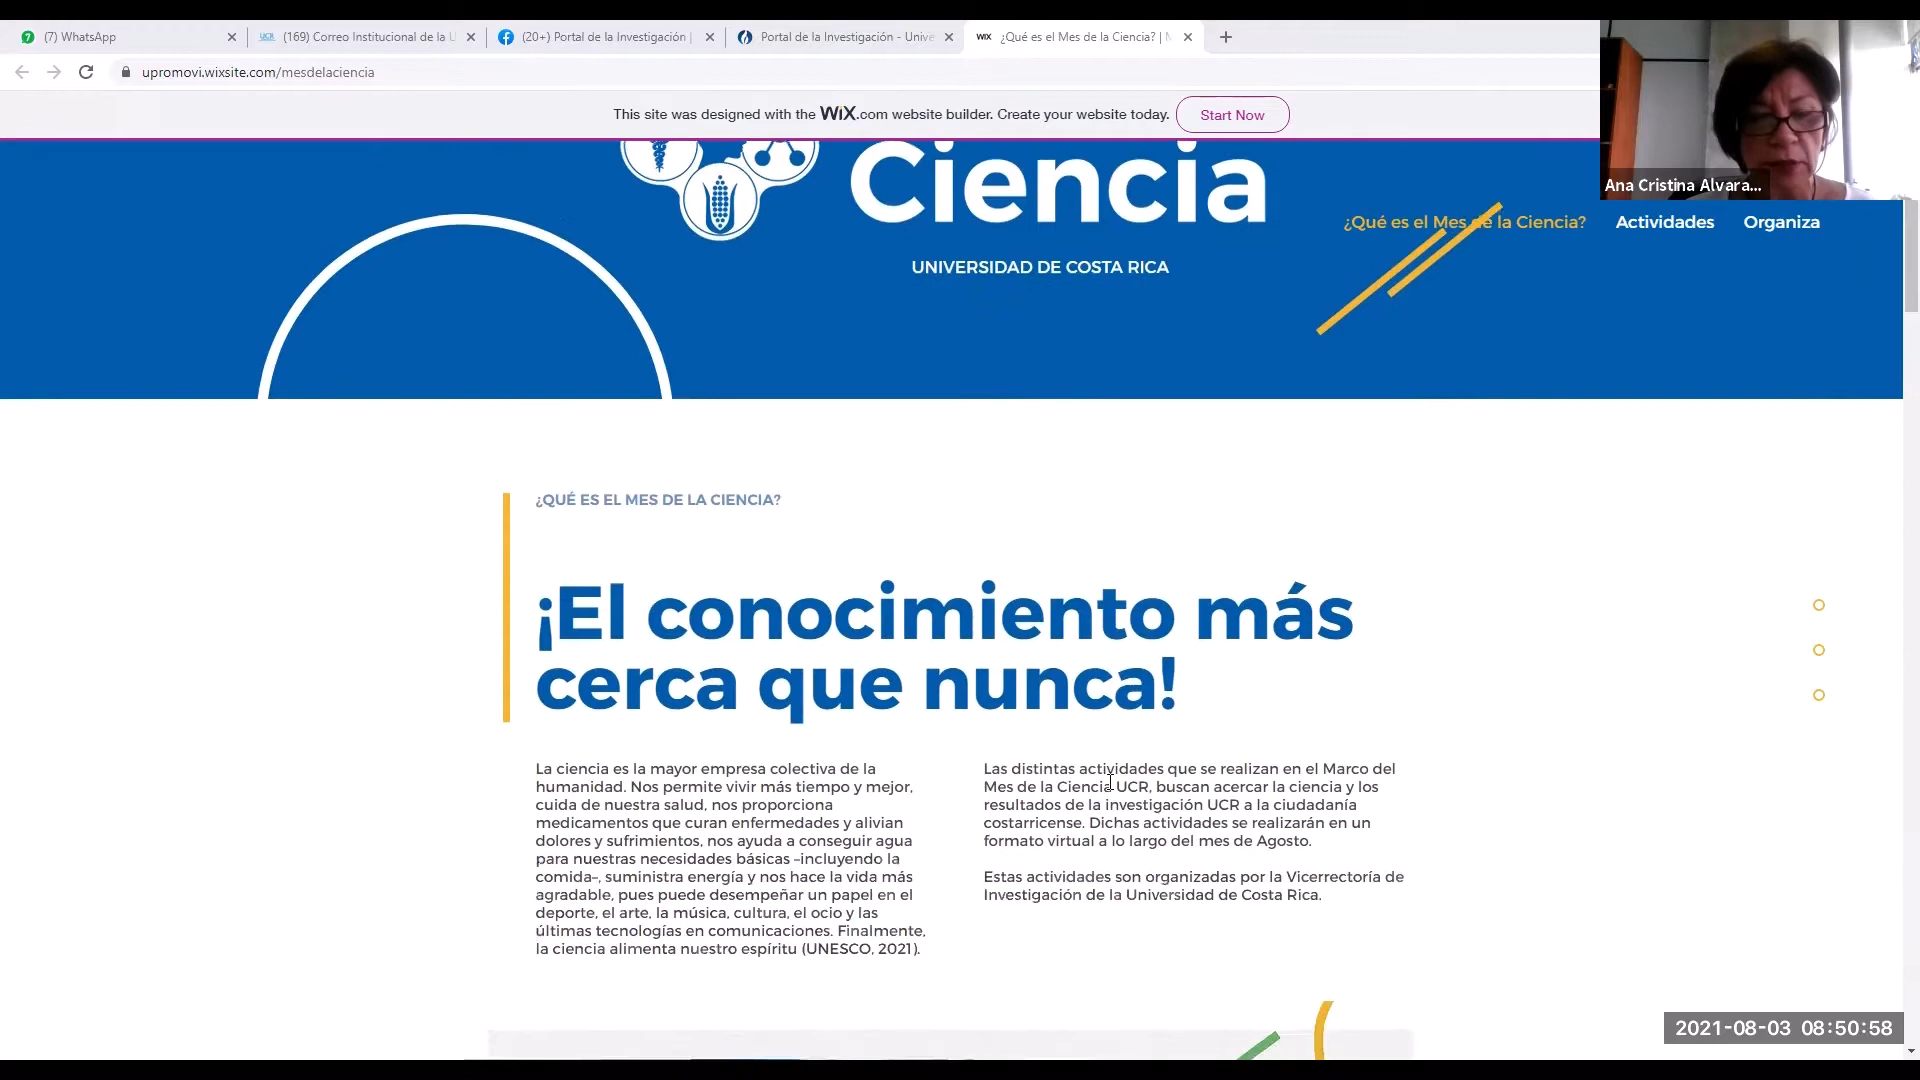 (7) WhatsApp
(169) Correo Institucional de la U
(20+) Portal de la Investigación |
Portal de la Investigación - Unive
WIX ¿Qué es el Mes de la Ciencia? | M
upromovi.wixsite.com/mesdelaciencia
This site was designed with the WiX.com website builder. Create your website today. Start Now
Ciencia
Ana Cristina Alvara...
¿Qué es el Mes de la Ciencia? Actividades Organiza
UNIVERSIDAD DE COSTA RICA
¿QUÉ ES EL MES DE LA CIENCIA?
¡El conocimiento más
cerca que nunca!
La ciencia es la mayor empresa colectiva de la
humanidad. Nos permite vivir más tiempo y mejor,
cuida de nuestra salud, nos proporciona
medicamentos que curan enfermedades y alivian
dolores y sufrimientos, nos ayuda a conseguir agua
para nuestras necesidades básicas –incluyendo la
comida–, suministra energía y nos hace la vida más
agradable, pues puede desempeñar un papel en el
deporte, el arte, la música, cultura, el ocio y las
últimas tecnologías en comunicaciones. Finalmente,
la ciencia alimenta nuestro espíritu (UNESCO, 2021).
Las distintas actividades que se realizan en el Marco del
Mes de la Ciencia UCR, buscan acercar la ciencia y los
resultados de la investigación UCR a la ciudadanía
costarricense. Dichas actividades se realizarán en un
formato virtual a lo largo del mes de Agosto.
Estas actividades son organizadas por la Vicerrectoría de
Investigación de la Universidad de Costa Rica.
2021-08-03 08:50:58